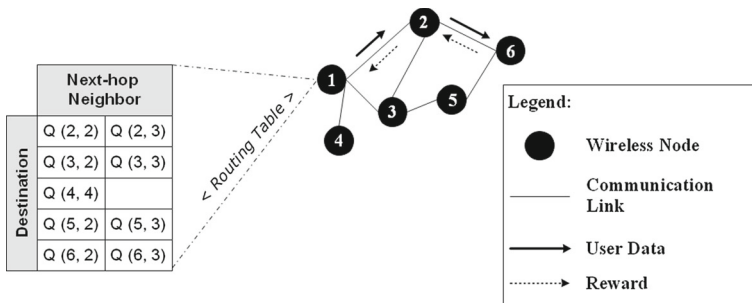 Next-hop
Neighbor
Destination
Q (2, 2) Q (2, 3)
Q (3, 2) Q (3, 3)
Q (4, 4)
Q (5, 2) Q (5, 3)
Q (6, 2) Q (6, 3)
< Routing Table >
1
2
3
4
5
6
Legend:
Wireless Node
Communication
Link
User Data
Reward